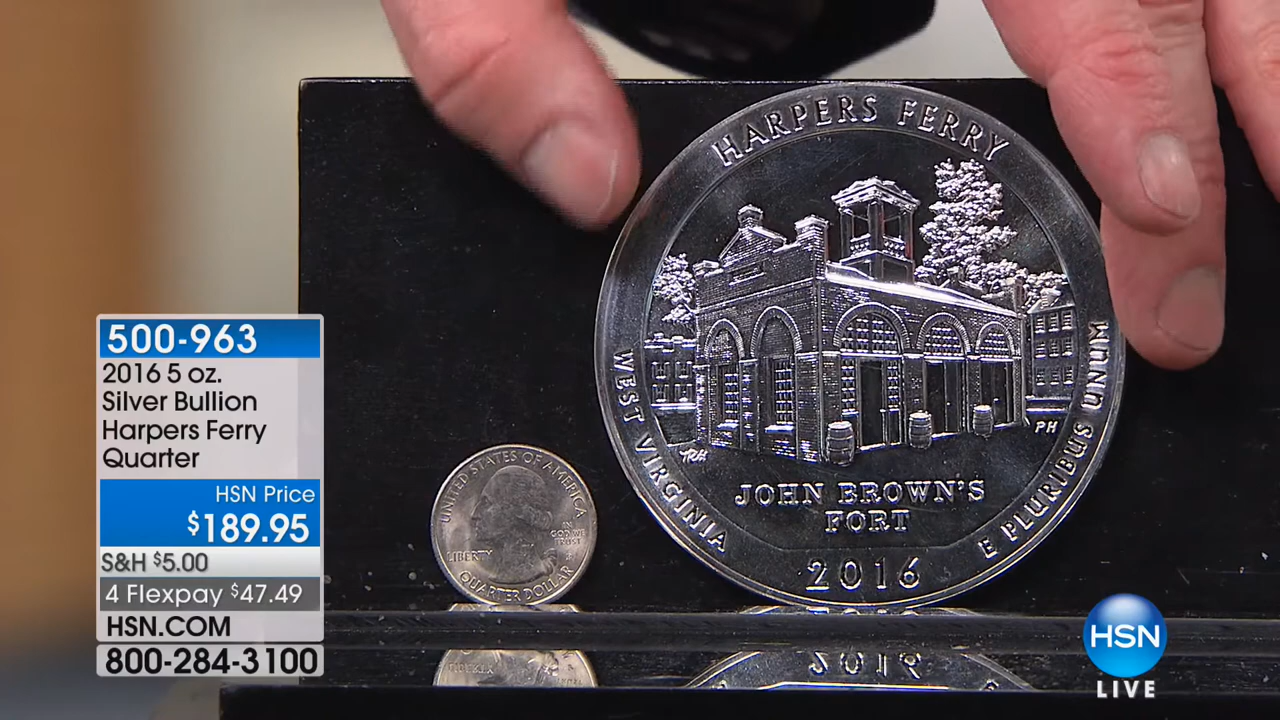 500-963
2016 5 oz.
Silver Bullion
Harpers Ferry
Quarter
HSN Price
$189.95
S&H $5.00
4 Flexpay $47.49
HSN.COM
800-284-3100
HARPERS FERRY
WEST VIRGINIA
E PLURIBUS UNUM
TRH
PH
JOHN BROWN'S
FORT
2016
UNITED STATES OF AMERICA
LIBERTY
IN
GOD WE
TRUST
QUARTER DOLLAR
HSN
LIVE